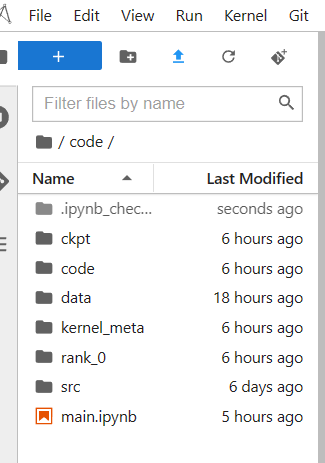 File Edit View Run Kernel Git
+
Filter files by name
/ code /
Name Last Modified
.ipynb_chec... seconds ago
ckpt 6 hours ago
code 6 hours ago
data 18 hours ago
kernel_meta 6 hours ago
rank_0 6 hours ago
src 6 days ago
main.ipynb 5 hours ago